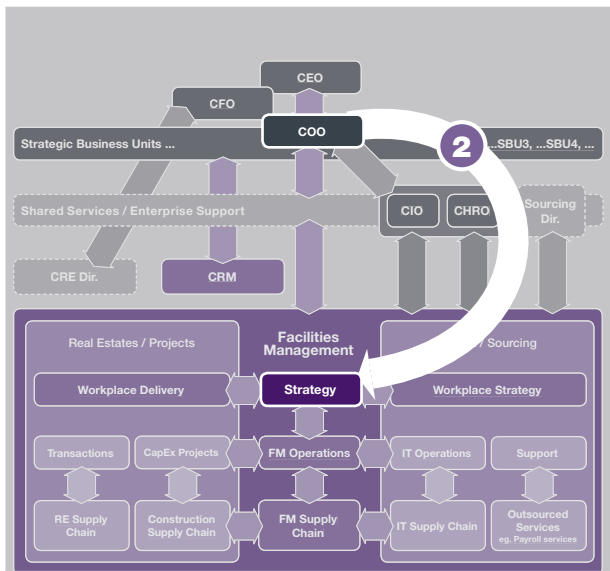 CEO
CFO
COO
Strategic Business Units ...
2
...SBU3, ...SBU4, ...
Shared Services / Enterprise Support
CIO
CHRO
Sourcing
Dir.
CRE Dir.
CRM
Real Estates / Projects
Facilities
Management
/ Sourcing
Workplace Delivery
Strategy
Workplace Strategy
Transactions
CapEx Projects
FM Operations
IT Operations
Support
RE Supply
Chain
Construction
Supply Chain
FM Supply
Chain
IT Supply Chain
Outsourced
Services
eg. Payroll services